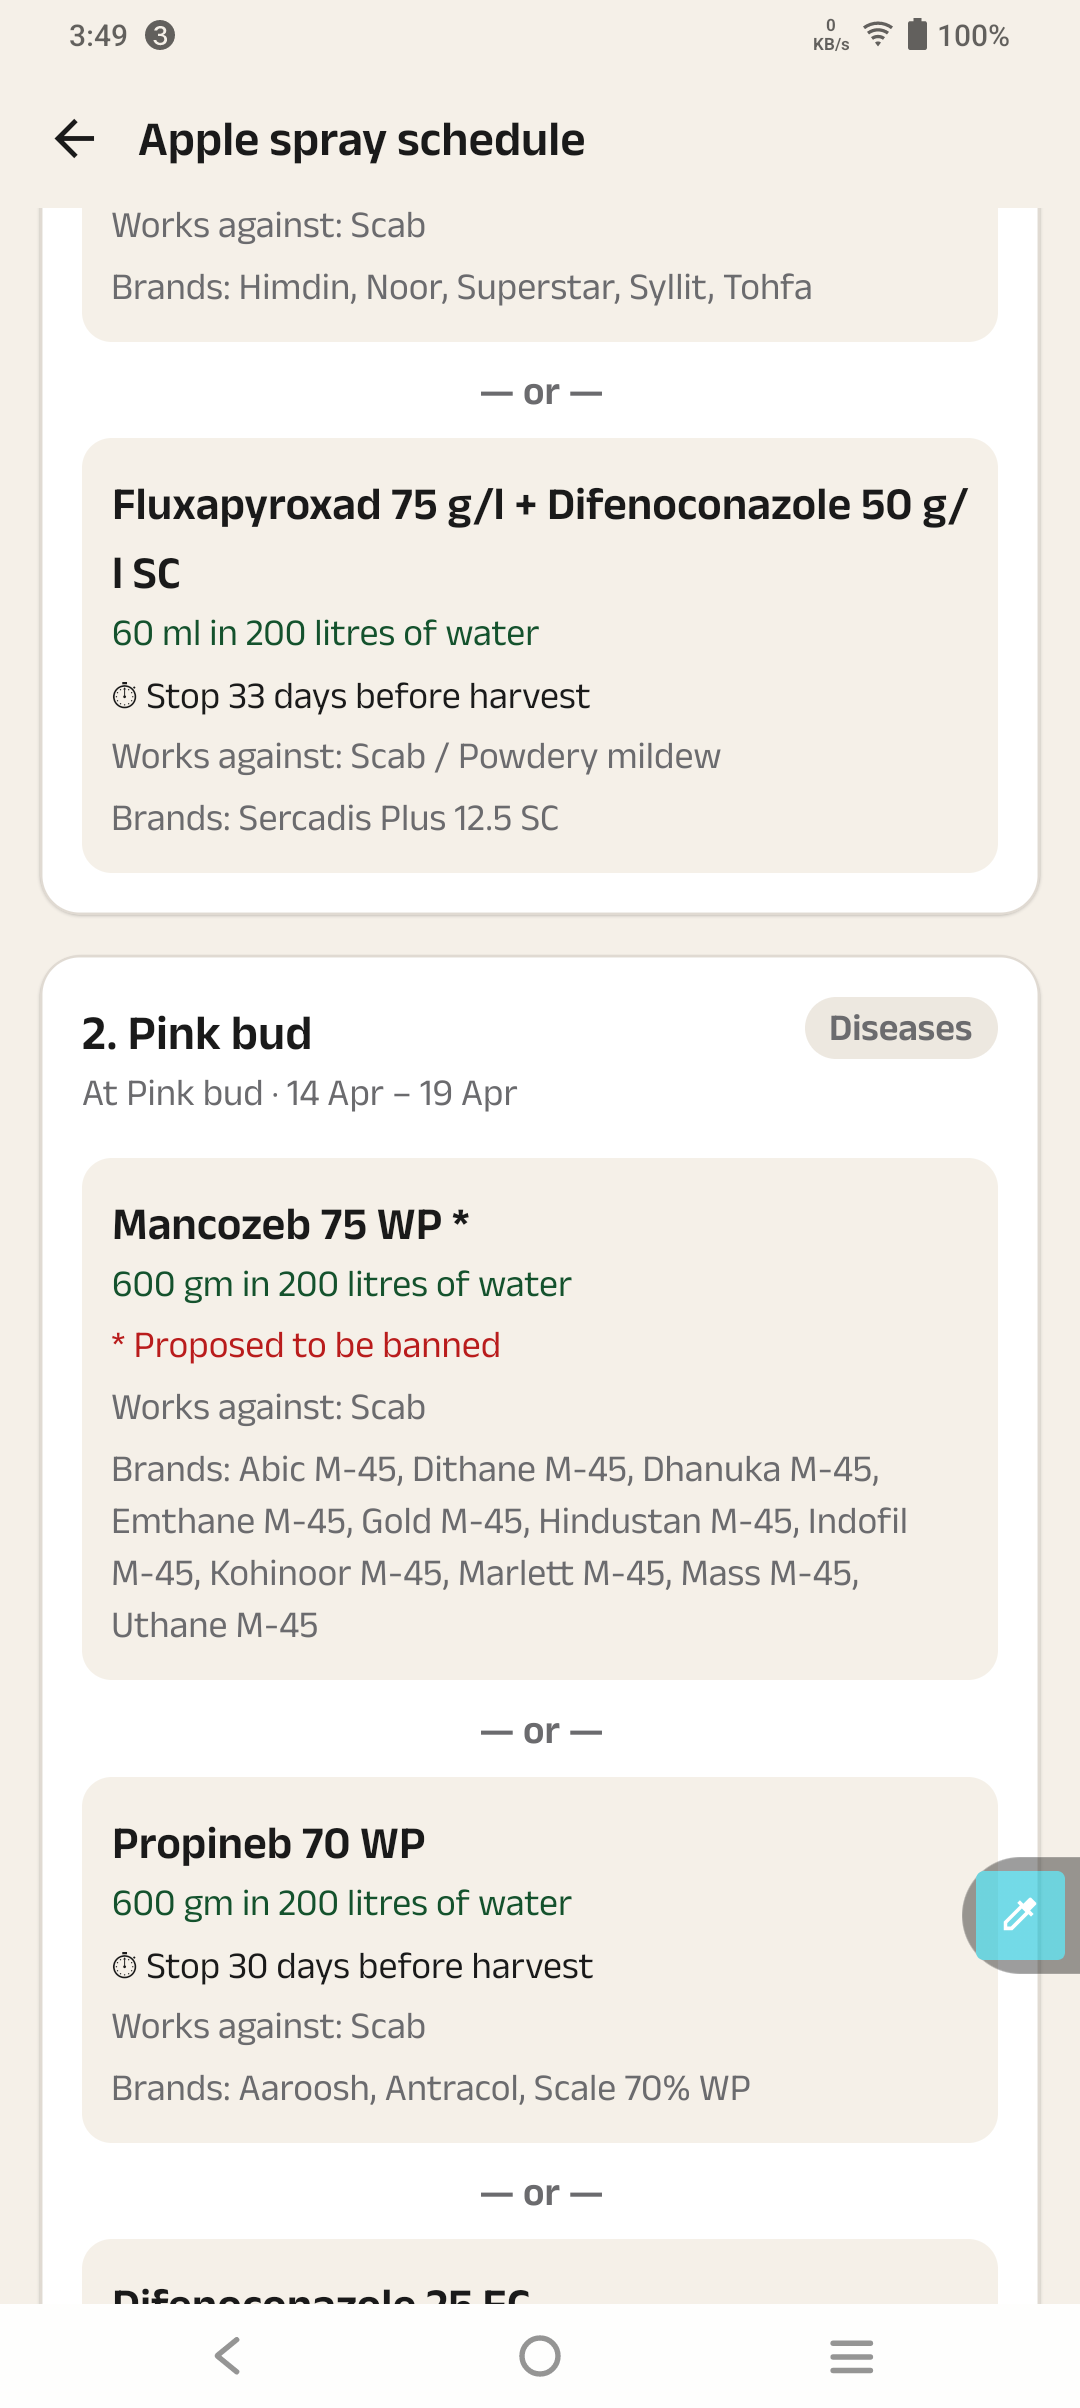 3:49 3 0 KB/s 100%
Apple spray schedule
Works against: Scab
Brands: Himdin, Noor, Superstar, Syllit, Tohfa
— or —
Fluxapyroxad 75 g/l + Difenoconazole 50 g/
l SC
60 ml in 200 litres of water
⏱ Stop 33 days before harvest
Works against: Scab / Powdery mildew
Brands: Sercadis Plus 12.5 SC
2. Pink bud
Diseases
At Pink bud · 14 Apr – 19 Apr
Mancozeb 75 WP *
600 gm in 200 litres of water
* Proposed to be banned
Works against: Scab
Brands: Abic M-45, Dithane M-45, Dhanuka M-45,
Emthane M-45, Gold M-45, Hindustan M-45, Indofil
M-45, Kohinoor M-45, Marlett M-45, Mass M-45,
Uthane M-45
— or —
Propineb 70 WP
600 gm in 200 litres of water
⏱ Stop 30 days before harvest
Works against: Scab
Brands: Aaroosh, Antracol, Scale 70% WP
— or —
Difenoconazole 25 EC